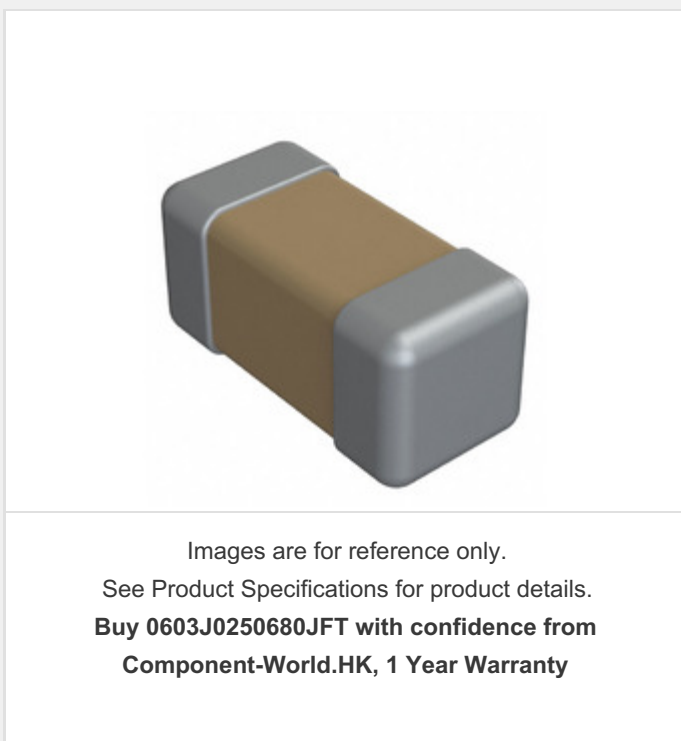 Images are for reference only.
See Product Specifications for product details.
Buy 0603J0250680JFT with confidence from
Component-World.HK, 1 Year Warranty